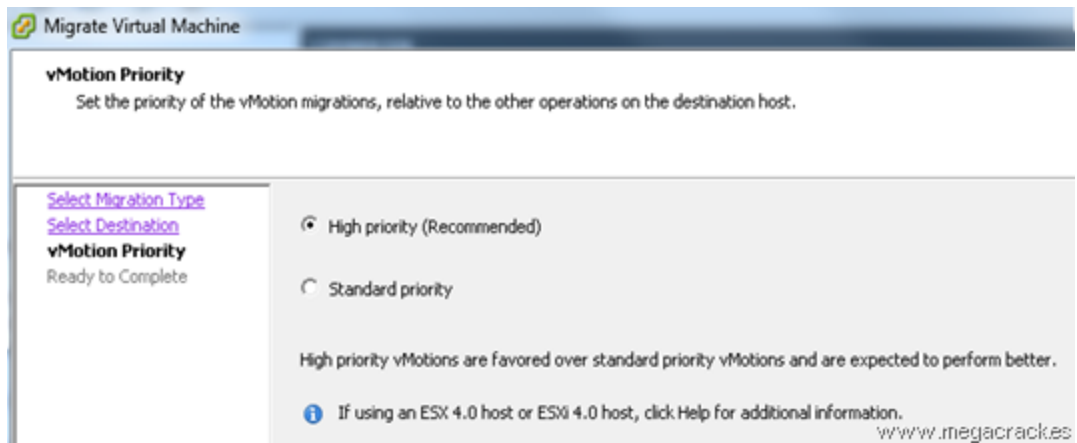 Migrate Virtual Machine
vMotion Priority
Set the priority of the vMotion migrations, relative to the other operations on the destination host.
Select Migration Type
Select Destination
vMotion Priority
Ready to Complete
High priority (Recommended)
Standard priority
High priority vMotions are favored over standard priority vMotions and are expected to perform better.
If using an ESX 4.0 host or ESXi 4.0 host, click Help for additional information.
www.megacrack.es